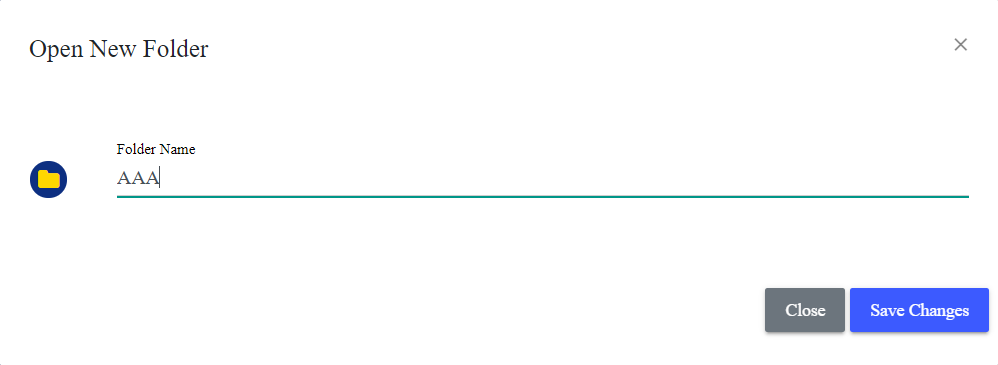 Open New Folder
Folder Name
AAA
Close
Save Changes